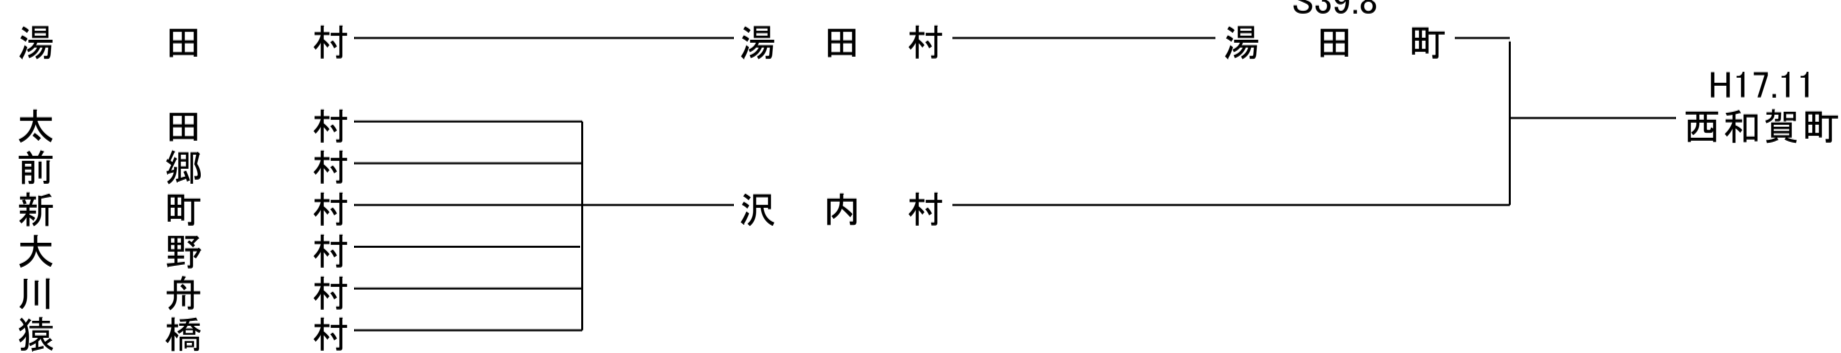 S39.8
湯田村 湯田村 湯田町
H17.11
太田村 西和賀町
前郷村
新町村 沢内村
大野村
川舟村
猿橋村